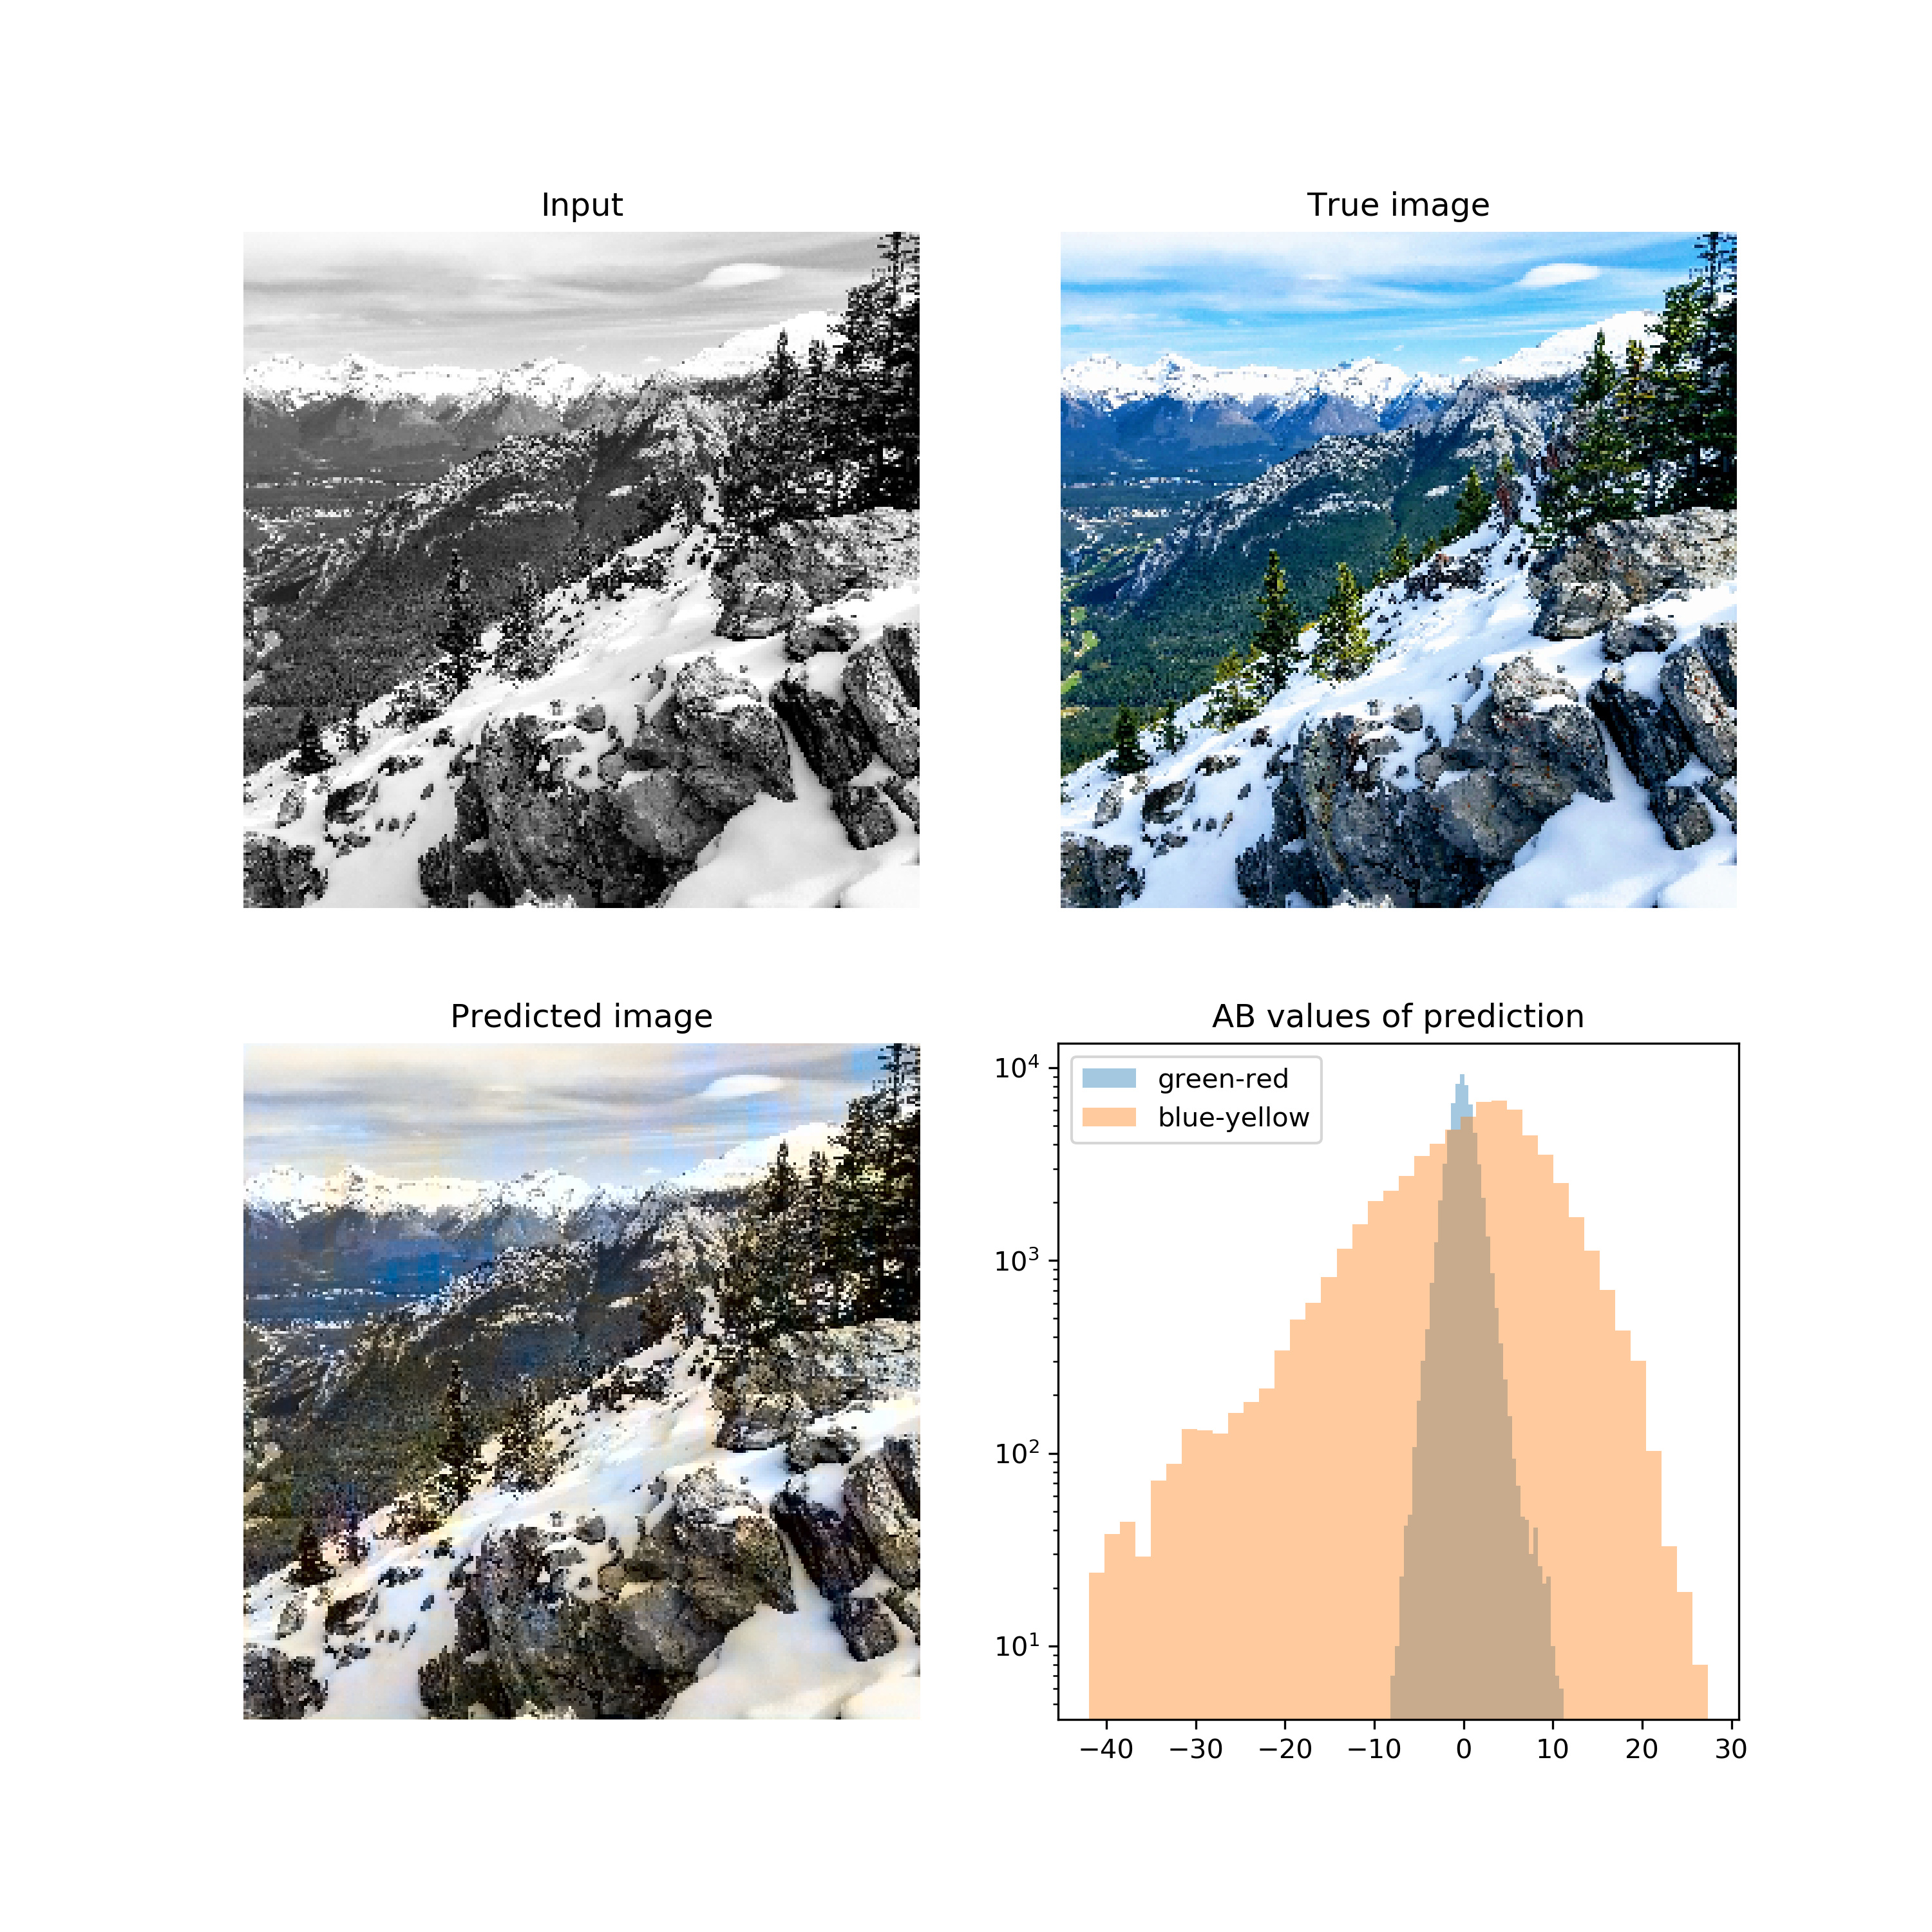 Input
True image
Predicted image
AB values of prediction
green-red
blue-yellow
10⁴
10³
10²
10¹
−40 −30 −20 −10 0 10 20 30